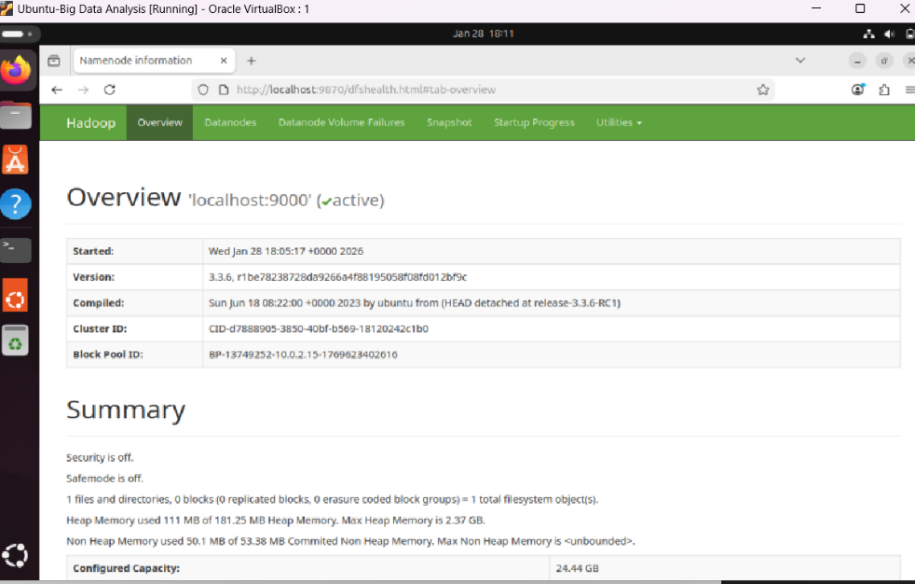 Ubuntu-Big Data Analysis [Running] - Oracle VirtualBox : 1
Jan 28 18:11
Namenode information
http://localhost:9870/dfshealth.html#tab-overview
Hadoop Overview Datanodes Datanode Volume Failures Snapshot Startup Progress Utilities
Overview 'localhost:9000' (✔active)
Started: Wed Jan 28 18:05:17 +0000 2026
Version: 3.3.6, r1be78238728da9266a4f88195058f08fd012bf9c
Compiled: Sun Jun 18 08:22:00 +0000 2023 by ubuntu from (HEAD detached at release-3.3.6-RC1)
Cluster ID: CID-d7888905-3850-40bf-b569-18120242c1b0
Block Pool ID: BP-13749252-10.0.2.15-1769623402616
Summary
Security is off.
Safemode is off.
1 files and directories, 0 blocks (0 replicated blocks, 0 erasure coded block groups) = 1 total filesystem object(s).
Heap Memory used 111 MB of 181.25 MB Heap Memory. Max Heap Memory is 2.37 GB.
Non Heap Memory used 50.1 MB of 53.38 MB Commited Non Heap Memory. Max Non Heap Memory is <unbounded>.
Configured Capacity: 24.44 GB